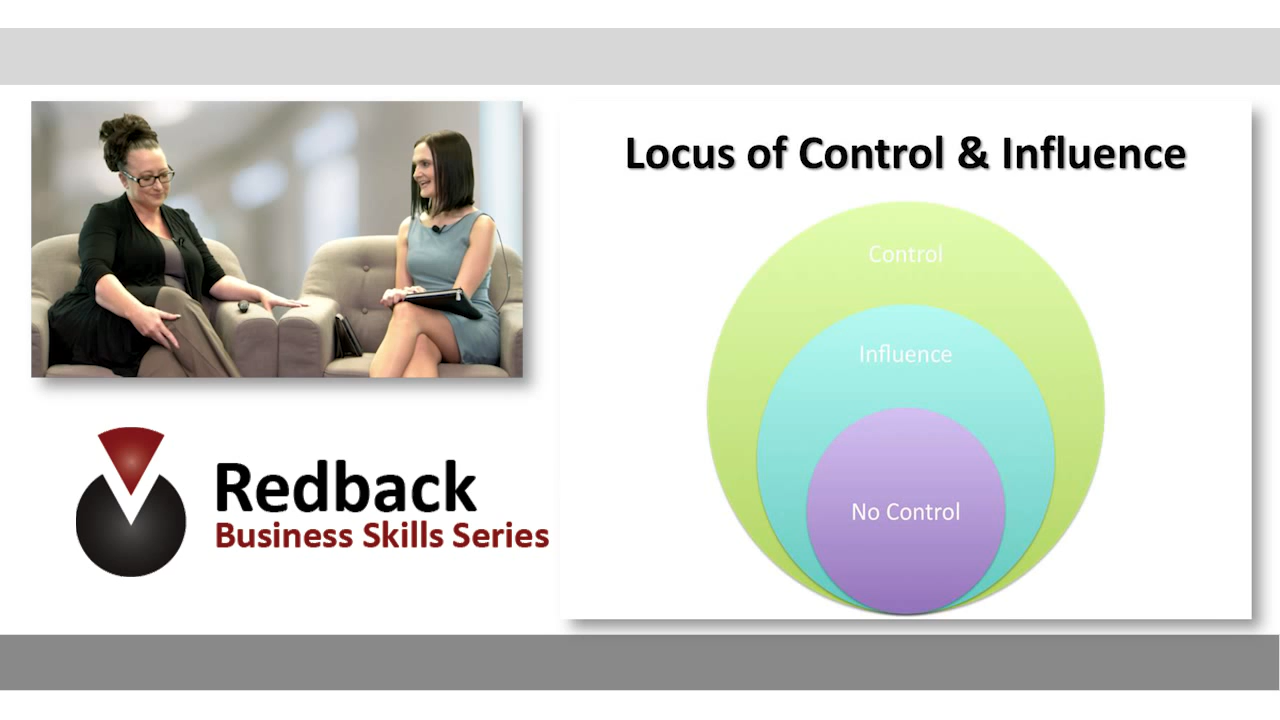 Locus of Control & Influence
Control
Influence
No Control
Redback
Business Skills Series